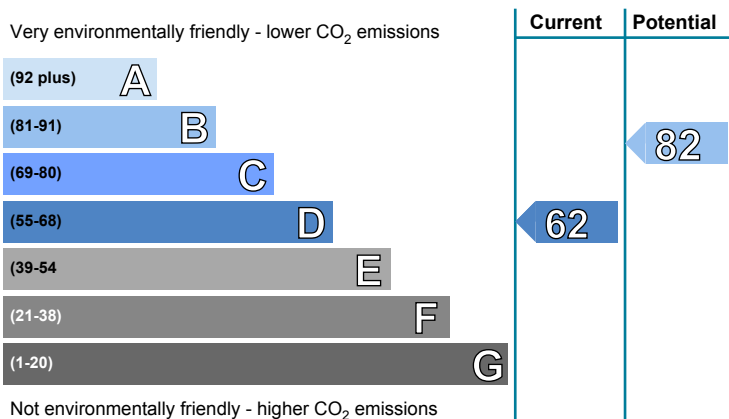 Very environmentally friendly - lower CO₂ emissions
Current
Potential
(92 plus) A
(81-91) B
82
(69-80) C
(55-68) D
62
(39-54 E
(21-38) F
(1-20) G
Not environmentally friendly - higher CO₂ emissions